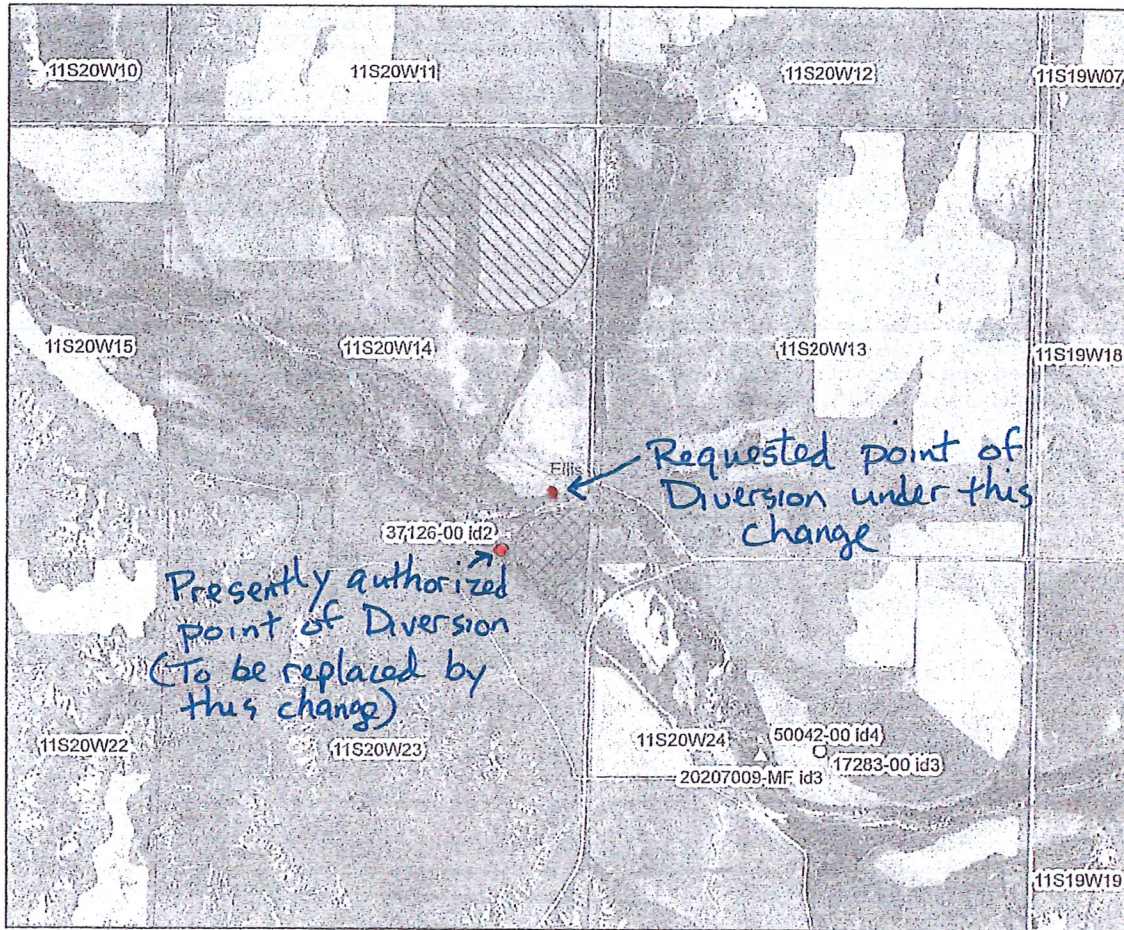 11S20W10
11S20W11
11S20W12
11S19W07
11S20W15
11S20W14
11S20W13
11S19W18
Ellis
Requested point of
Diversion under this
change
37126-00 id2
Presently authorized
point of Diversion
(To be replaced by
this change)
11S20W22
11S20W23
11S20W24
50042-00 id4
17283-00 id3
20207009-MF id3
11S19W19